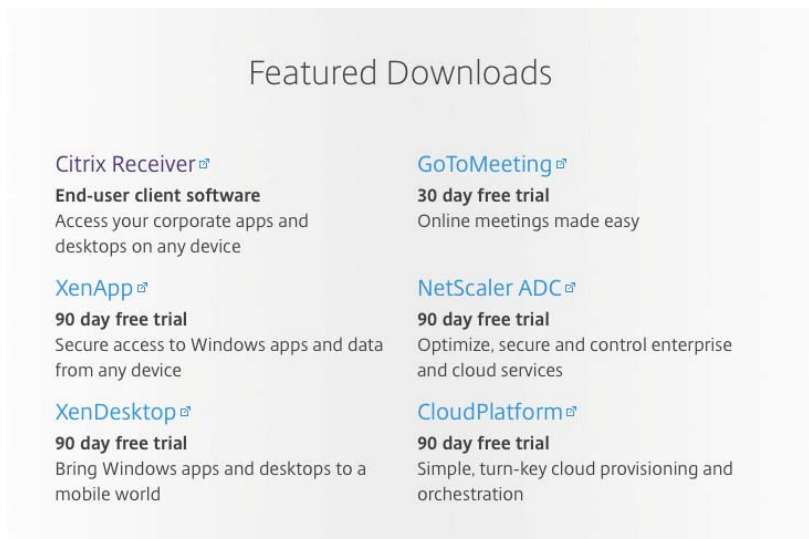 Featured Downloads
Citrix Receiver
End-user client software
Access your corporate apps and
desktops on any device
GoToMeeting
30 day free trial
Online meetings made easy
XenApp
90 day free trial
Secure access to Windows apps and data
from any device
NetScaler ADC
90 day free trial
Optimize, secure and control enterprise
and cloud services
XenDesktop
90 day free trial
Bring Windows apps and desktops to a
mobile world
CloudPlatform
90 day free trial
Simple, turn-key cloud provisioning and
orchestration